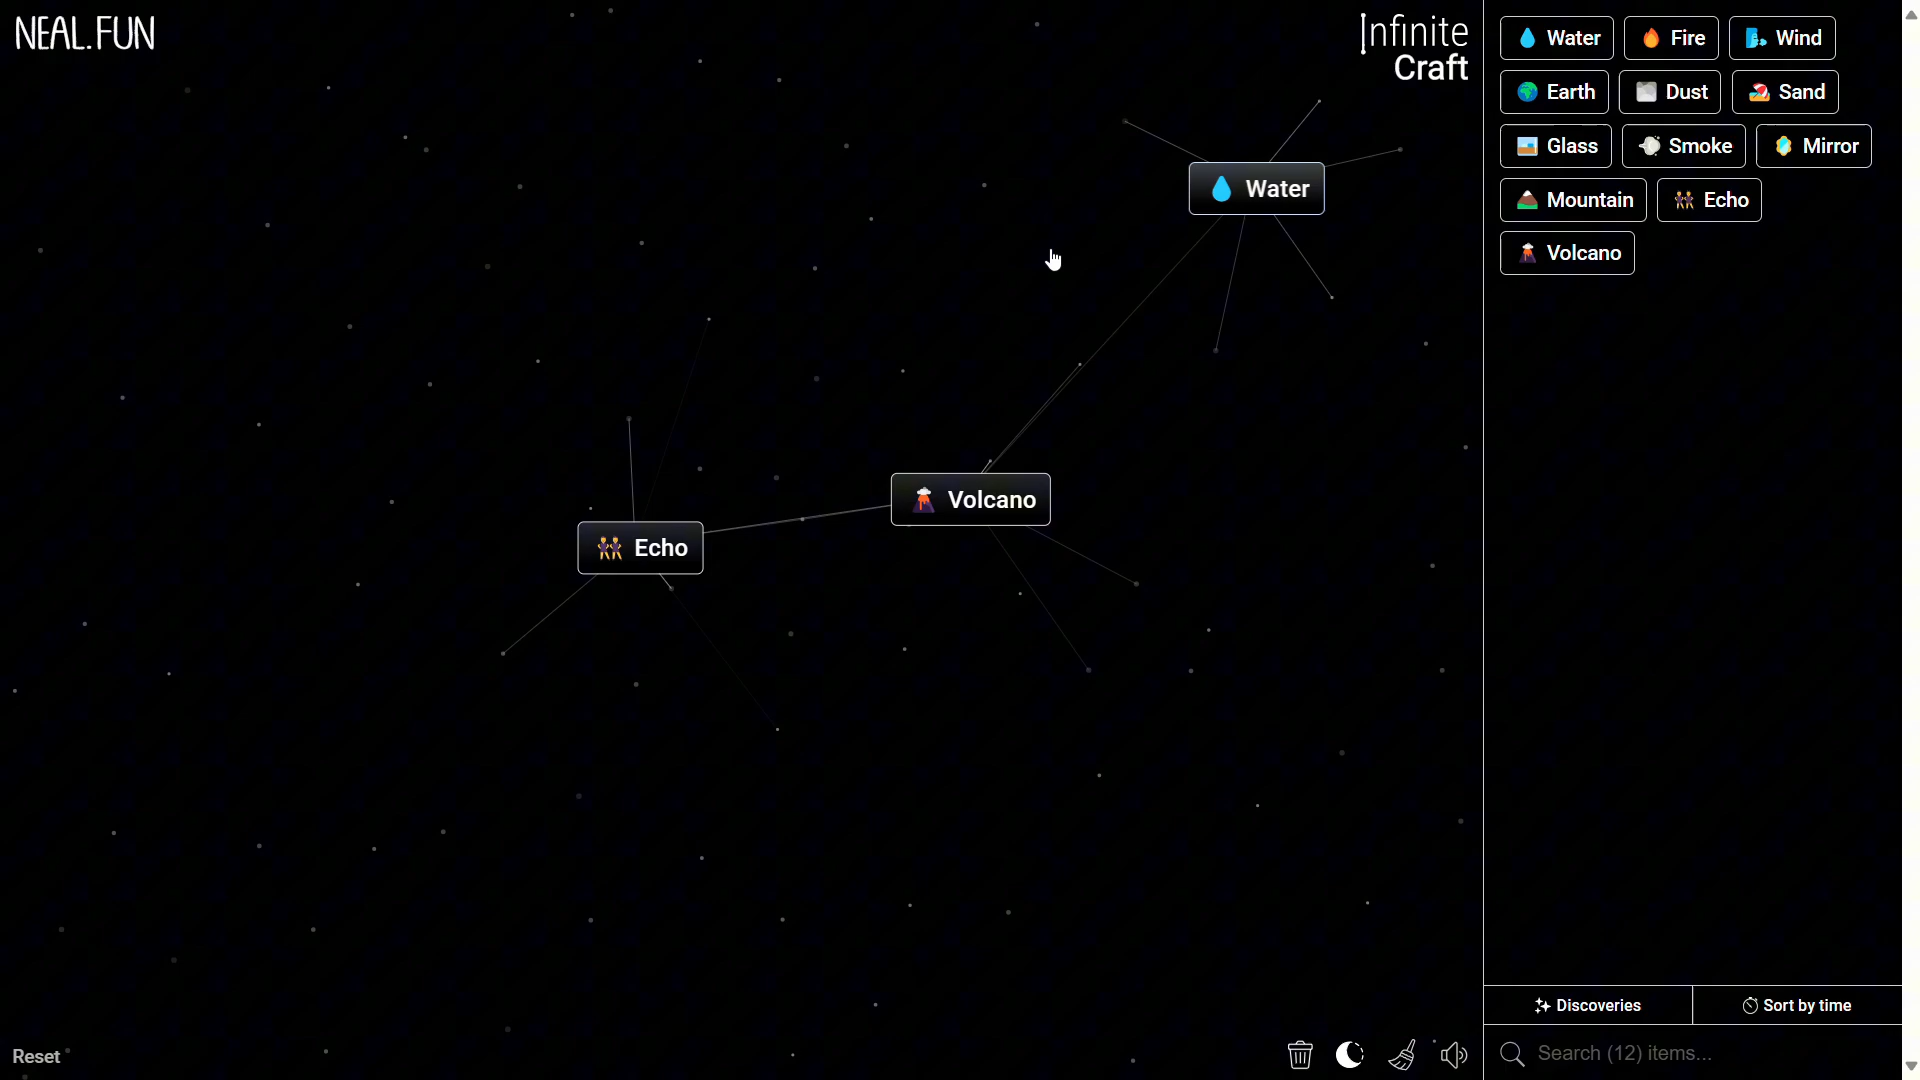 NEAL.FUN
Infinite
Craft
Water
Volcano
Echo
Water
Fire
Wind
Earth
Dust
Sand
Glass
Smoke
Mirror
Mountain
Echo
Volcano
Discoveries
Sort by time
Search (12) items...
Reset